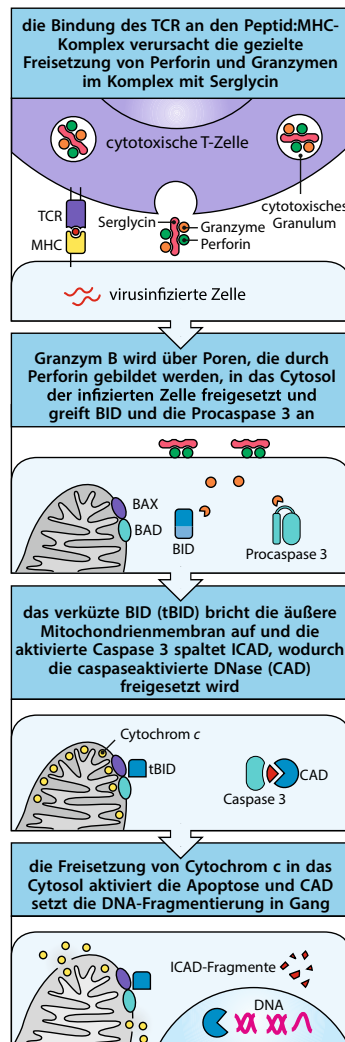 die Bindung des TCR an den Peptid:MHC-
Komplex verursacht die gezielte
Freisetzung von Perforin und Granzymen
im Komplex mit Serglycin
cytotoxische T-Zelle
TCR
MHC
Serglycin
Granzyme
Perforin
cytotoxisches
Granulum
virusinfizierte Zelle
Granzym B wird über Poren, die durch
Perforin gebildet werden, in das Cytosol
der infizierten Zelle freigesetzt und
greift BID und die Procaspase 3 an
BAX
BAD
BID
Procaspase 3
das verküzte BID (tBID) bricht die äußere
Mitochondrienmembran auf und die
aktivierte Caspase 3 spaltet ICAD, wodurch
die caspaseaktivierte DNase (CAD)
freigesetzt wird
Cytochrom c
tBID
CAD
Caspase 3
die Freisetzung von Cytochrom c in das
Cytosol aktiviert die Apoptose und CAD
setzt die DNA-Fragmentierung in Gang
ICAD-Fragmente
DNA